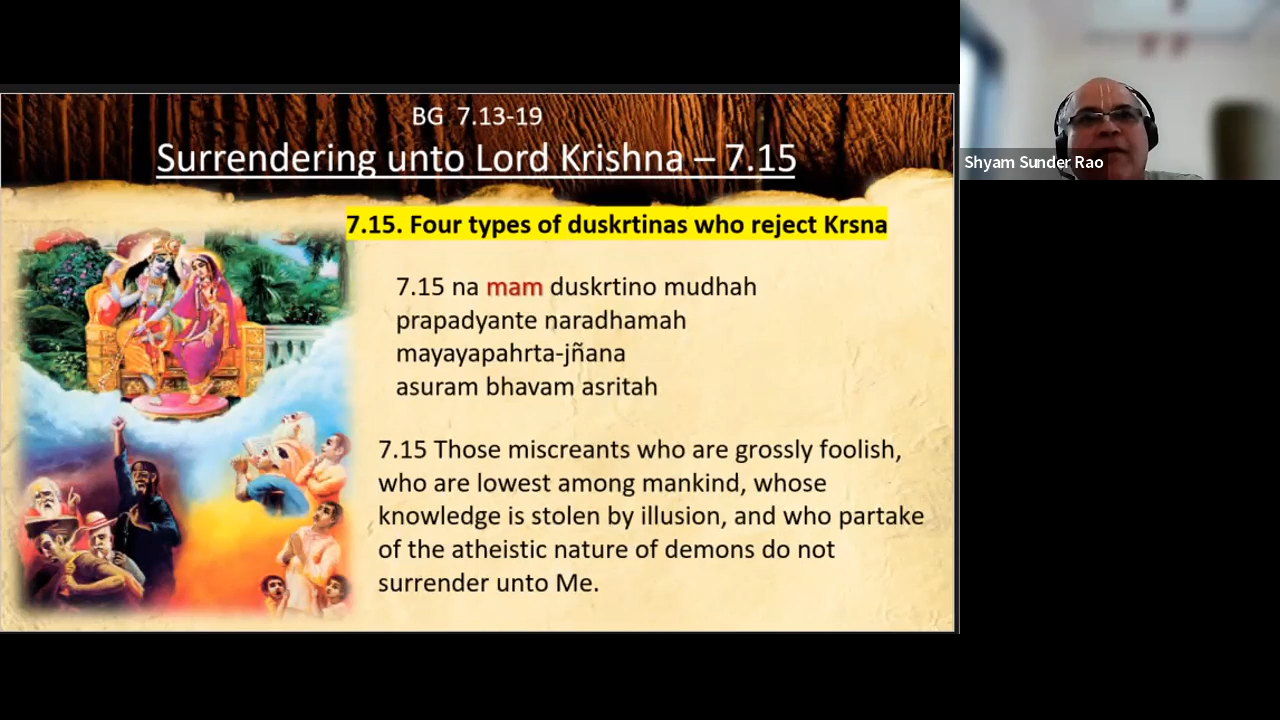 BG 7.13-19
Surrendering unto Lord Krishna – 7.15
7.15. Four types of duskrtinas who reject Krsna
7.15 na mam duskrtino mudhah
prapadyante naradhamah
mayayapahrta-jñana
asuram bhavam asritah
7.15 Those miscreants who are grossly foolish,
who are lowest among mankind, whose
knowledge is stolen by illusion, and who partake
of the atheistic nature of demons do not
surrender unto Me.
Shyam Sunder Rao